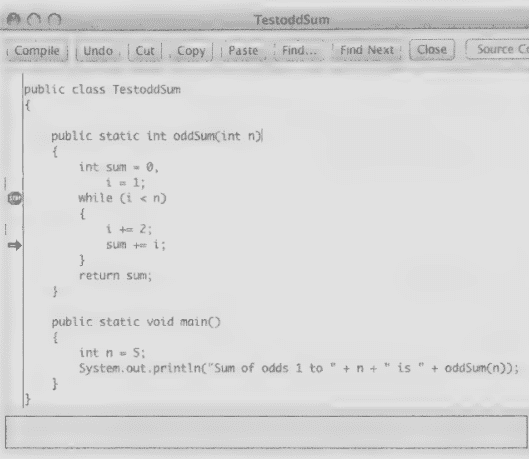 TestoddSum
Compile Undo Cut Copy Paste Find... Find Next Close Source Co
public class TestoddSum
{
public static int oddSum(int n)
{
int sum = 0,
i = 1;
while (i < n)
{
i += 2;
sum += i;
}
return sum;
}
public static void main()
{
int n = 5;
System.out.println("Sum of odds 1 to " + n + " is " + oddSum(n));
}
}